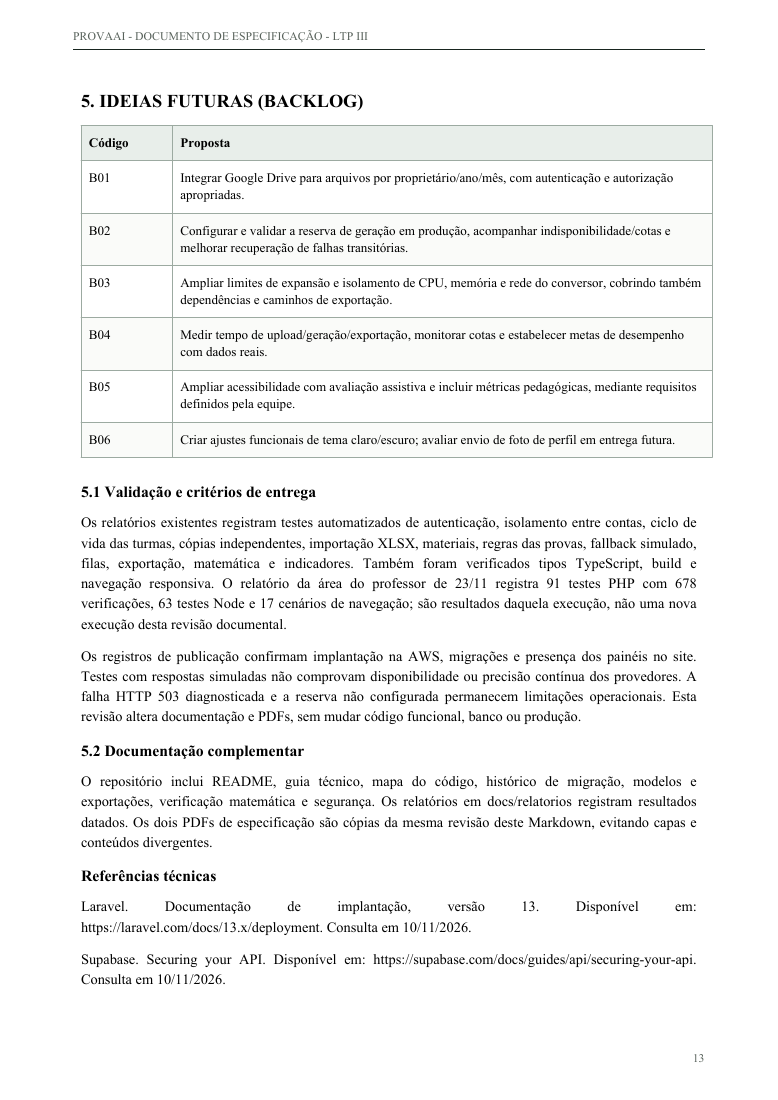 PROVAAI - DOCUMENTO DE ESPECIFICAÇÃO - LTP III
5. IDEIAS FUTURAS (BACKLOG)
Código Proposta
B01 Integrar Google Drive para arquivos por proprietário/ano/mês, com autenticação e autorização
apropriadas.
B02 Configurar e validar a reserva de geração em produção, acompanhar indisponibilidade/cotas e
melhorar recuperação de falhas transitórias.
B03 Ampliar limites de expansão e isolamento de CPU, memória e rede do conversor, cobrindo também
dependências e caminhos de exportação.
B04 Medir tempo de upload/geração/exportação, monitorar cotas e estabelecer metas de desempenho
com dados reais.
B05 Ampliar acessibilidade com avaliação assistiva e incluir métricas pedagógicas, mediante requisitos
definidos pela equipe.
B06 Criar ajustes funcionais de tema claro/escuro; avaliar envio de foto de perfil em entrega futura.
5.1 Validação e critérios de entrega
Os relatórios existentes registram testes automatizados de autenticação, isolamento entre contas, ciclo de
vida das turmas, cópias independentes, importação XLSX, materiais, regras das provas, fallback simulado,
filas, exportação, matemática e indicadores. Também foram verificados tipos TypeScript, build e
navegação responsiva. O relatório da área do professor de 23/11 registra 91 testes PHP com 678
verificações, 63 testes Node e 17 cenários de navegação; são resultados daquela execução, não uma nova
execução desta revisão documental.
Os registros de publicação confirmam implantação na AWS, migrações e presença dos painéis no site.
Testes com respostas simuladas não comprovam disponibilidade ou precisão contínua dos provedores. A
falha HTTP 503 diagnosticada e a reserva não configurada permanecem limitações operacionais. Esta
revisão altera documentação e PDFs, sem mudar código funcional, banco ou produção.
5.2 Documentação complementar
O repositório inclui README, guia técnico, mapa do código, histórico de migração, modelos e
exportações, verificação matemática e segurança. Os relatórios em docs/relatorios registram resultados
datados. Os dois PDFs de especificação são cópias da mesma revisão deste Markdown, evitando capas e
conteúdos divergentes.
Referências técnicas
Laravel. Documentação de implantação, versão 13. Disponível em:
https://laravel.com/docs/13.x/deployment. Consulta em 10/11/2026.
Supabase. Securing your API. Disponível em: https://supabase.com/docs/guides/api/securing-your-api.
Consulta em 10/11/2026.
13